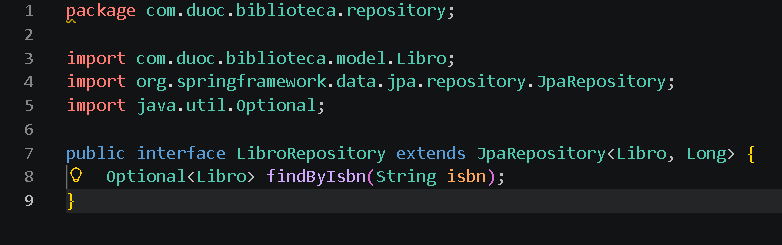 1 package com.duoc.biblioteca.repository;
2
3 import com.duoc.biblioteca.model.Libro;
4 import org.springframework.data.jpa.repository.JpaRepository;
5 import java.util.Optional;
6
7 public interface LibroRepository extends JpaRepository<Libro, Long> {
8     Optional<Libro> findByIsbn(String isbn);
9 }